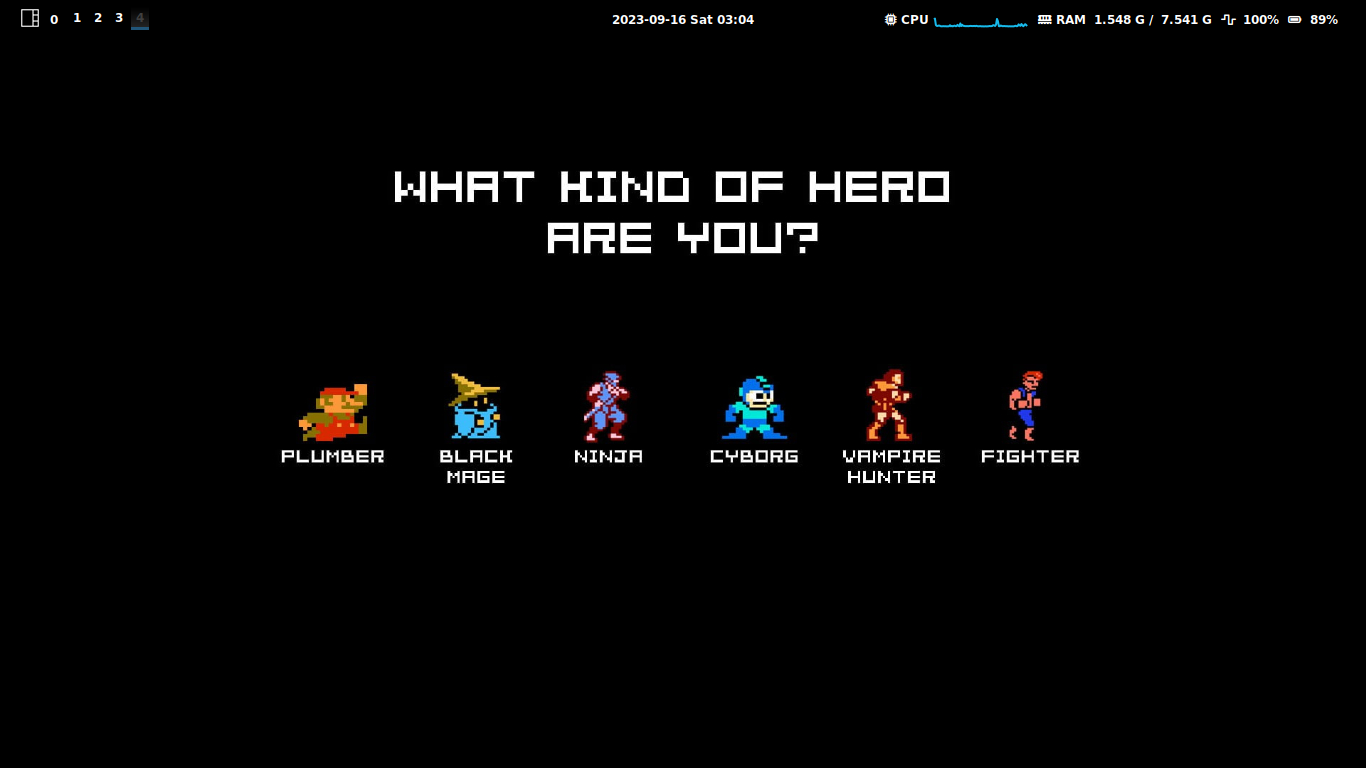 0 1 2 3 4
2023-09-16 Sat 03:04
CPU RAM 1.548 G / 7.541 G 100% 89%
WHAT KIND OF HERO
ARE YOU?
PLUMBER
BLACK
MAGE
NINJA
CYBORG
VAMPIRE
HUNTER
FIGHTER